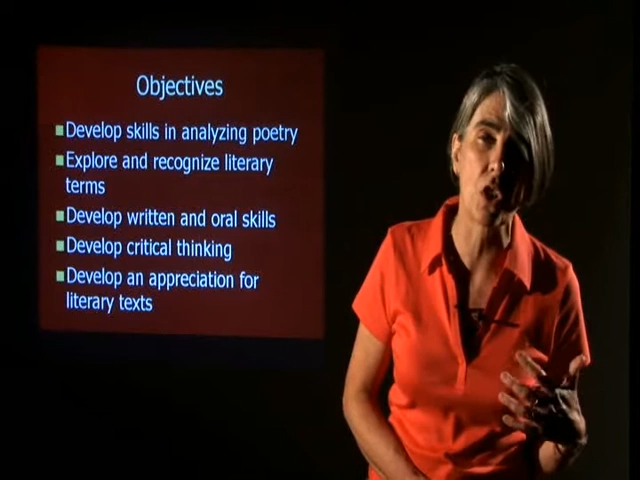 Objectives
Develop skills in analyzing poetry
Explore and recognize literary
terms
Develop written and oral skills
Develop critical thinking
Develop an appreciation for
literary texts